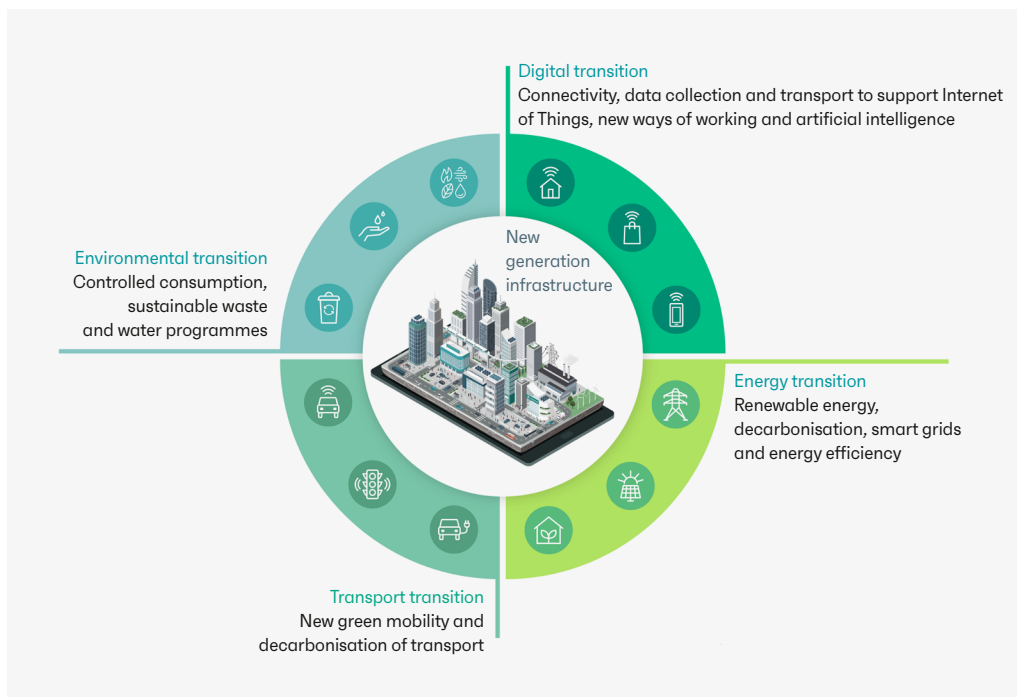 Digital transition
Connectivity, data collection and transport to support Internet
of Things, new ways of working and artificial intelligence
New
generation
infrastructure
Environmental transition
Controlled consumption,
sustainable waste
and water programmes
Energy transition
Renewable energy,
decarbonisation, smart grids
and energy efficiency
Transport transition
New green mobility and
decarbonisation of transport